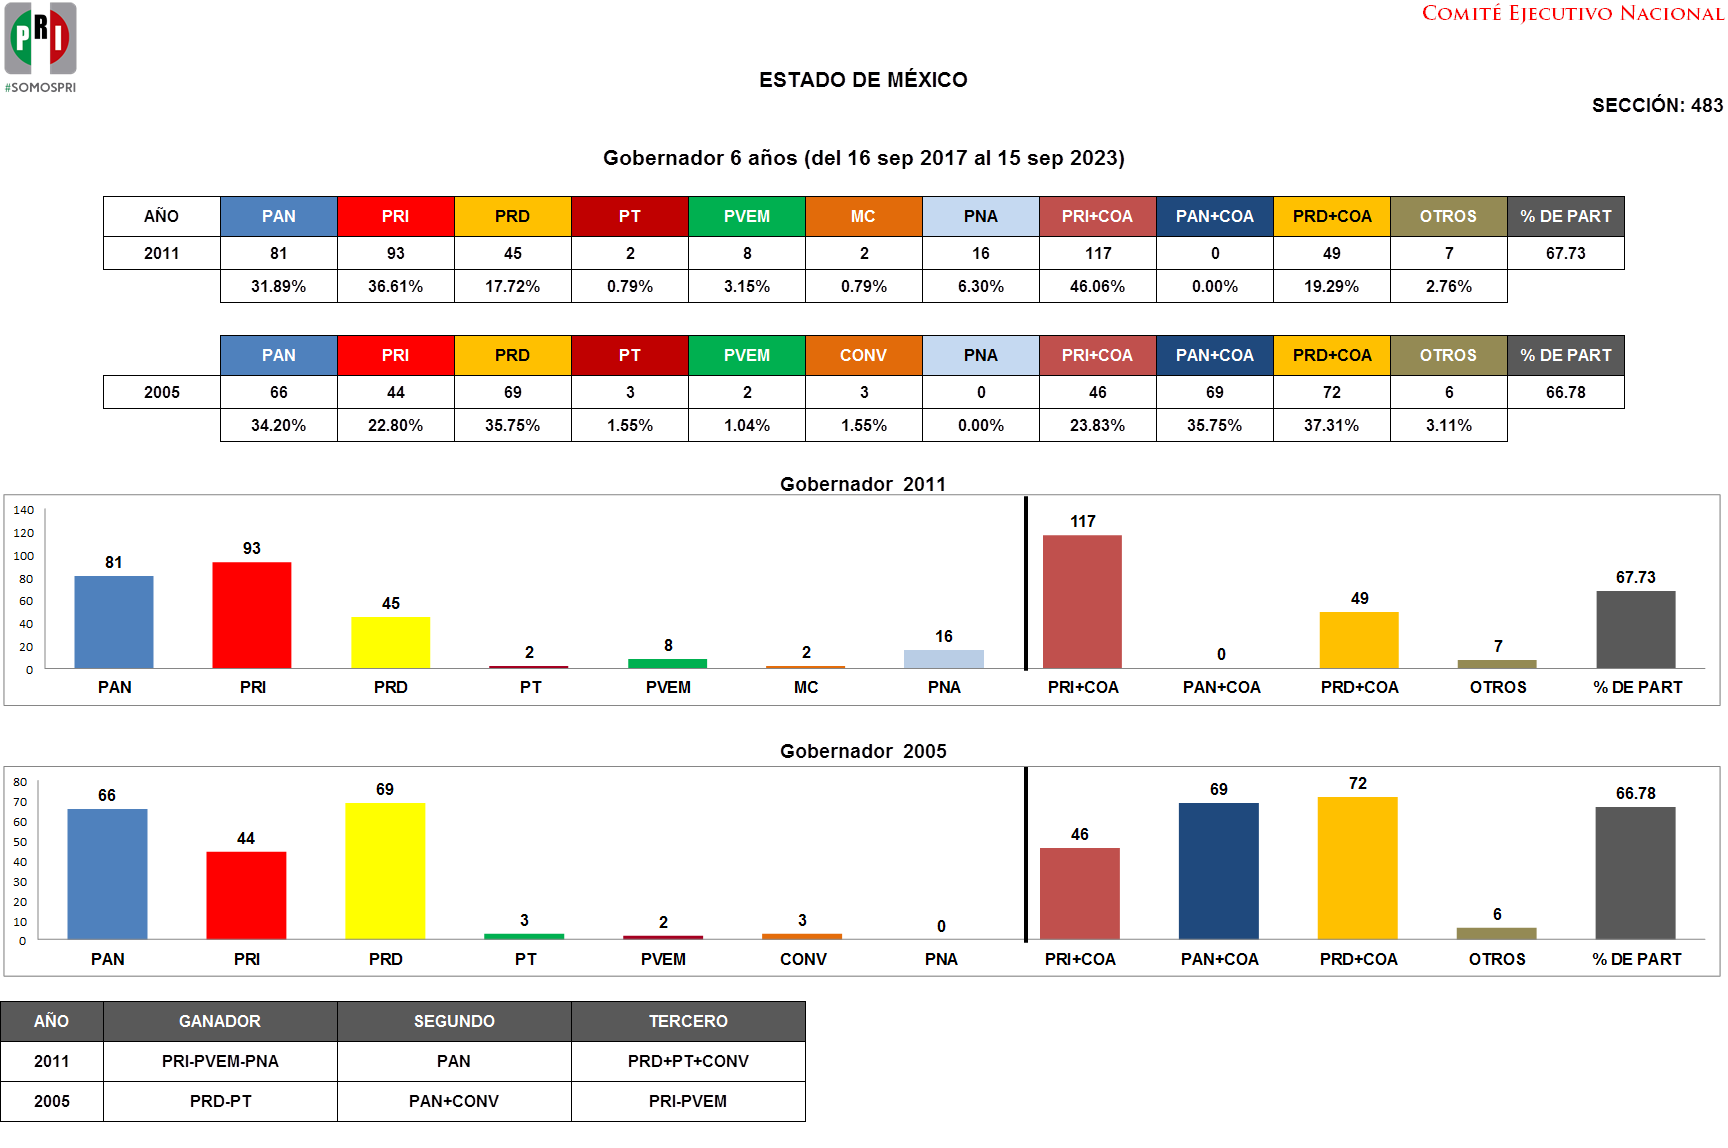 PRI
#SOMOSPRI
COMITÉ EJECUTIVO NACIONAL
ESTADO DE MÉXICO
SECCIÓN: 483
Gobernador 6 años (del 16 sep 2017 al 15 sep 2023)
AÑO PAN PRI PRD PT PVEM MC PNA PRI+COA PAN+COA PRD+COA OTROS % DE PART
2011 81 93 45 2 8 2 16 117 0 49 7 67.73
31.89% 36.61% 17.72% 0.79% 3.15% 0.79% 6.30% 46.06% 0.00% 19.29% 2.76%
PAN PRI PRD PT PVEM CONV PNA PRI+COA PAN+COA PRD+COA OTROS % DE PART
2005 66 44 69 3 2 3 0 46 69 72 6 66.78
34.20% 22.80% 35.75% 1.55% 1.04% 1.55% 0.00% 23.83% 35.75% 37.31% 3.11%
Gobernador 2011
140
120
100
80
60
40
20
0
81 93 45 2 8 2 16 117 0 49 7 67.73
PAN PRI PRD PT PVEM MC PNA PRI+COA PAN+COA PRD+COA OTROS % DE PART
Gobernador 2005
80
70
60
50
40
30
20
10
0
66 44 69 3 2 3 0 46 69 72 6 66.78
PAN PRI PRD PT PVEM CONV PNA PRI+COA PAN+COA PRD+COA OTROS % DE PART
AÑO GANADOR SEGUNDO TERCERO
2011 PRI-PVEM-PNA PAN PRD+PT+CONV
2005 PRD-PT PAN+CONV PRI-PVEM